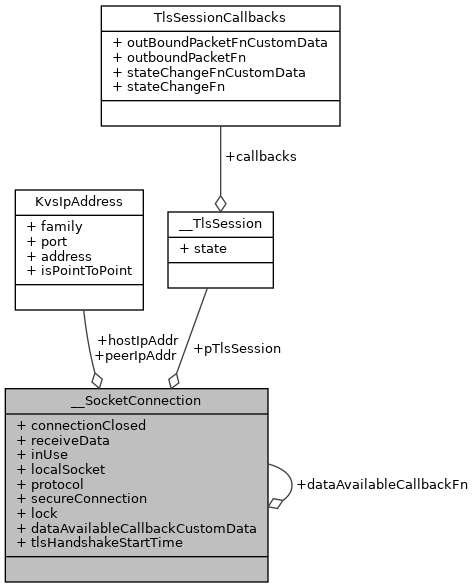 TlsSessionCallbacks
+ outBoundPacketFnCustomData
+ outboundPacketFn
+ stateChangeFnCustomData
+ stateChangeFn
+callbacks
KvsIpAddress
+ family
+ port
+ address
+ isPointToPoint
__TlsSession
+ state
+hostIpAddr
+peerIpAddr
+pTlsSession
__SocketConnection
+ connectionClosed
+ receiveData
+ inUse
+ localSocket
+ protocol
+ secureConnection
+ lock
+ dataAvailableCallbackCustomData
+ tlsHandshakeStartTime
+dataAvailableCallbackFn